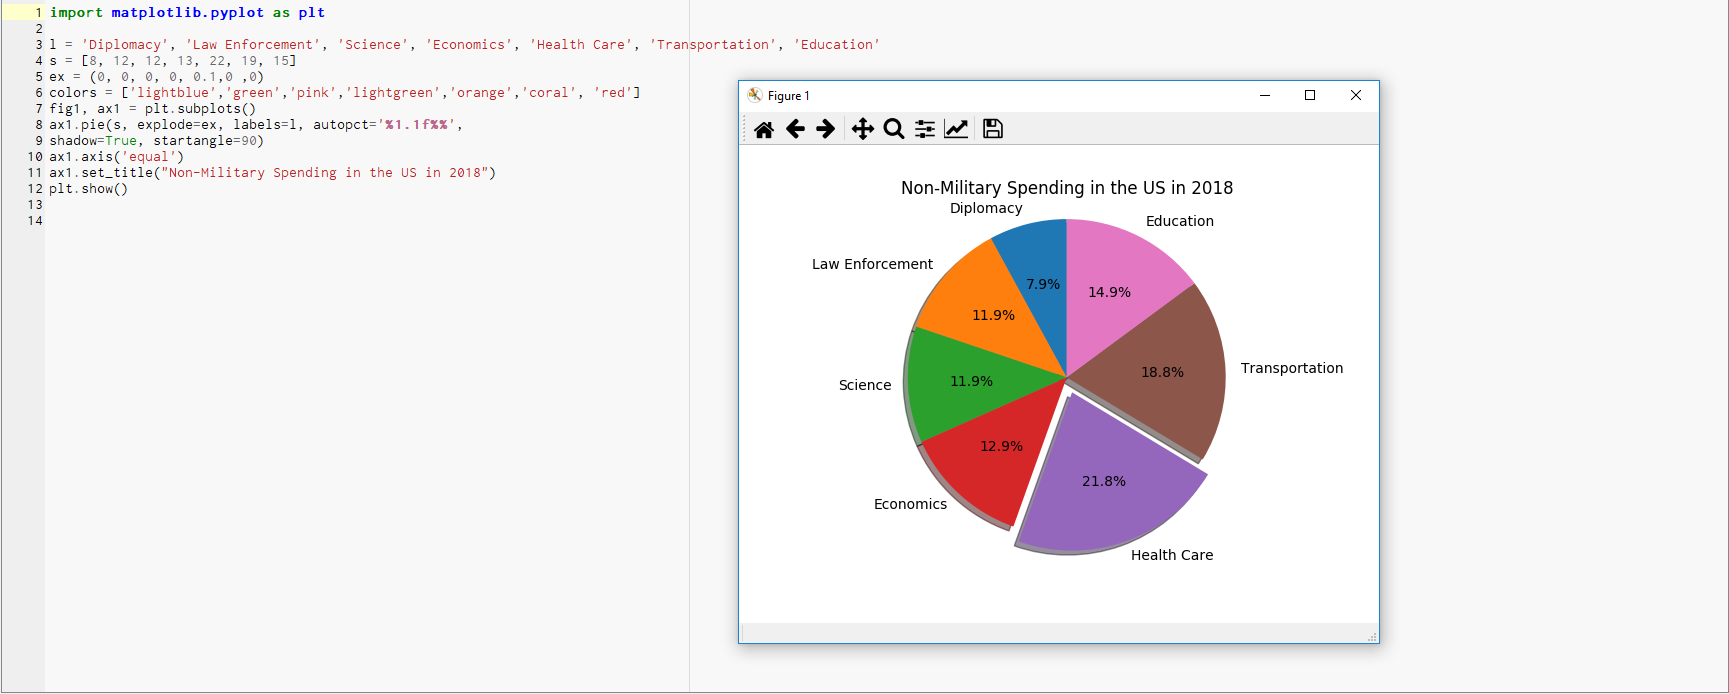 1 import matplotlib.pyplot as plt
2
3 l = 'Diplomacy', 'Law Enforcement', 'Science', 'Economics', 'Health Care', 'Transportation', 'Education'
4 s = [8, 12, 12, 13, 22, 19, 15]
5 ex = (0, 0, 0, 0, 0.1,0 ,0)
6 colors = ['lightblue','green','pink','lightgreen','orange','coral', 'red']
7 fig1, ax1 = plt.subplots()
8 ax1.pie(s, explode=ex, labels=l, autopct='%1.1f%%',
9 shadow=True, startangle=90)
10 ax1.axis('equal')
11 ax1.set_title("Non-Military Spending in the US in 2018")
12 plt.show()
13
14
Figure 1
Non-Military Spending in the US in 2018
Diplomacy
Education
Law Enforcement
7.9%
14.9%
11.9%
Transportation
18.8%
Science
11.9%
12.9%
21.8%
Economics
Health Care